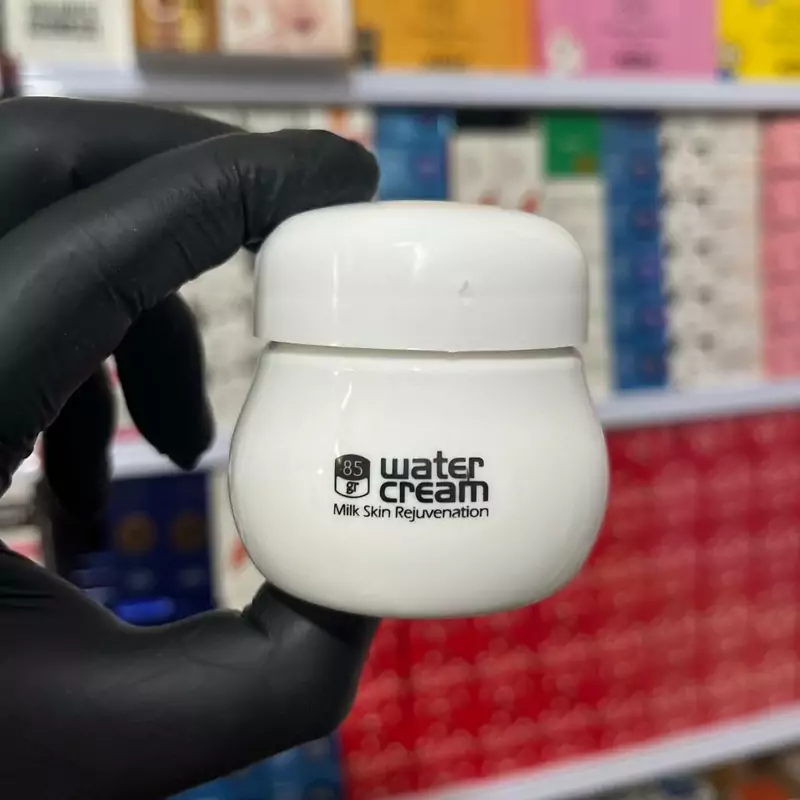 85
gr
water
cream
Milk Skin Rejuvenation